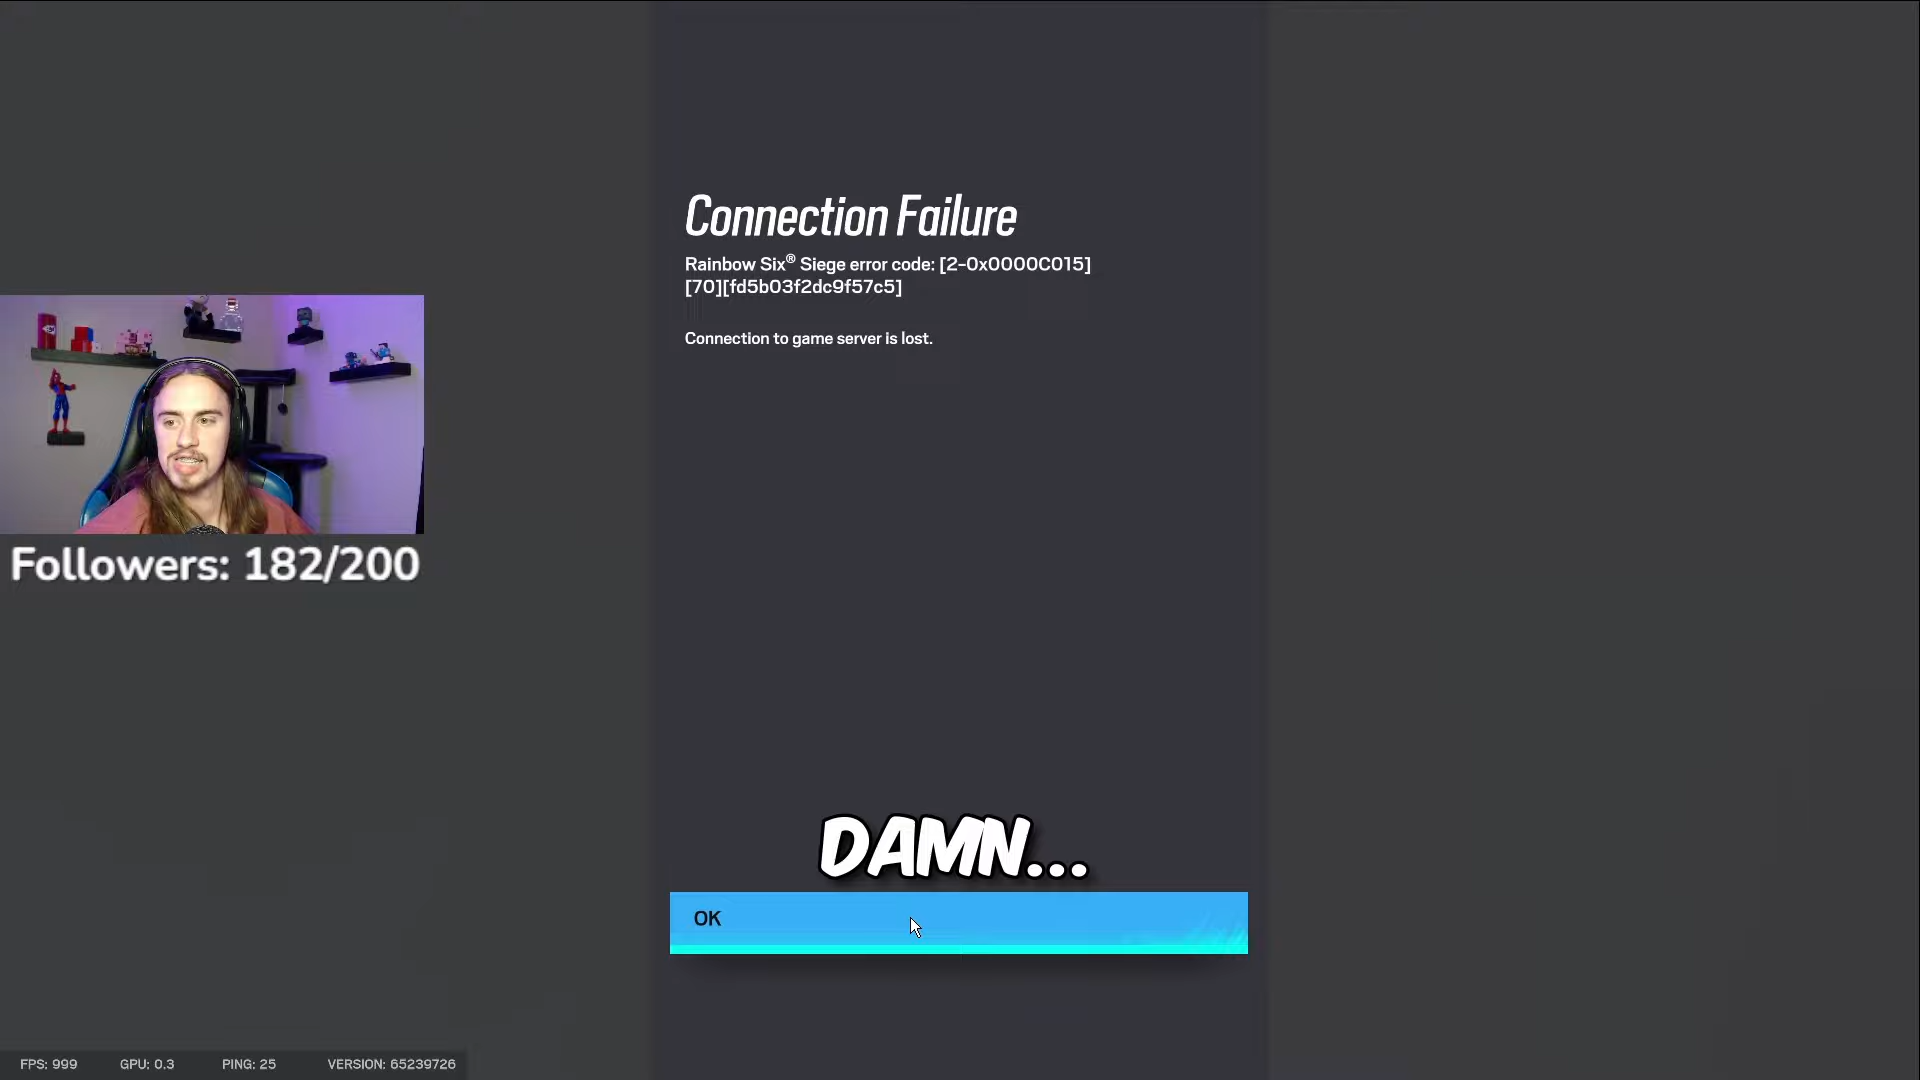 Connection Failure
Rainbow Six® Siege error code: [2-0x0000C015]
[70][fd5b03f2dc9f57c5]
Connection to game server is lost.
Followers: 182/200
DAMN...
OK
FPS: 999 GPU: 0.3 PING: 25 VERSION: 65239726